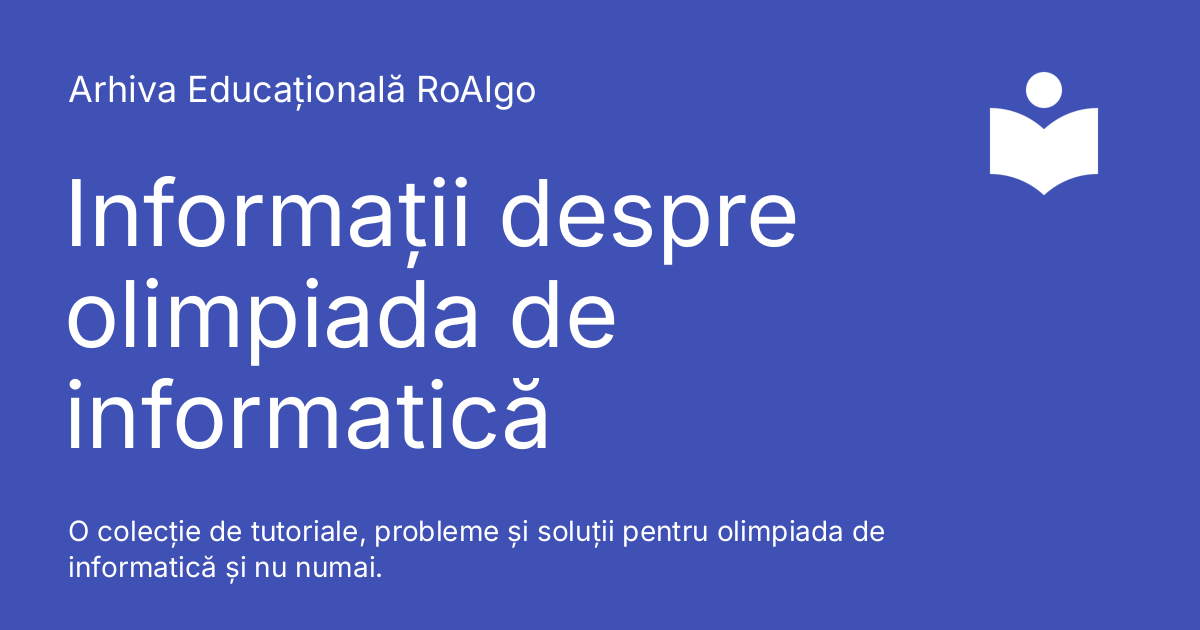 Arhiva Educațională RoAlgo
Informații despre
olimpiada de
informatică
O colecție de tutoriale, probleme și soluții pentru olimpiada de
informatică și nu numai.